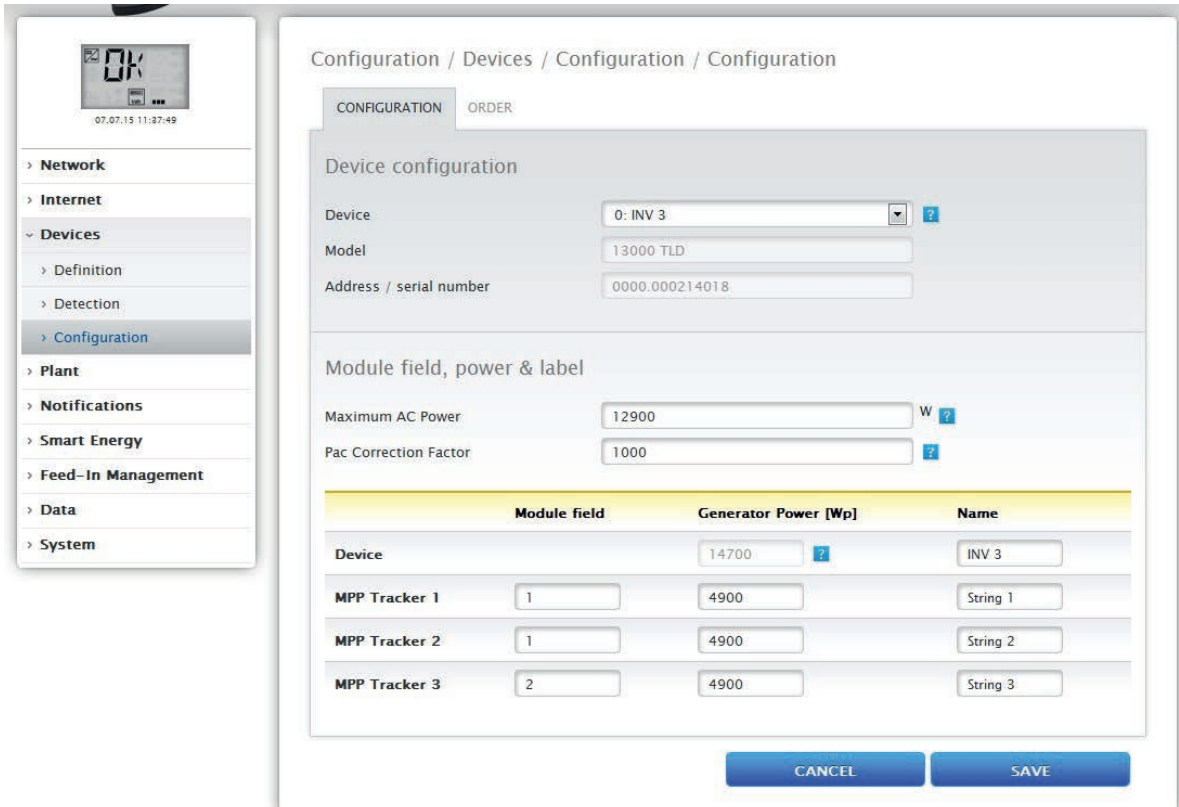 OK
07.07.15 11:37:49
Network
Internet
Devices
Definition
Detection
Configuration
Plant
Notifications
Smart Energy
Feed-In Management
Data
System
Configuration / Devices / Configuration / Configuration
CONFIGURATION ORDER
Device configuration
Device 0: INV 3 ?
Model 13000 TLD
Address / serial number 0000.000214018
Module field, power & label
Maximum AC Power 12900 W ?
Pac Correction Factor 1000 ?
Module field Generator Power [Wp] Name
Device 14700 ? INV 3
MPP Tracker 1 1 4900 String 1
MPP Tracker 2 1 4900 String 2
MPP Tracker 3 2 4900 String 3
CANCEL SAVE